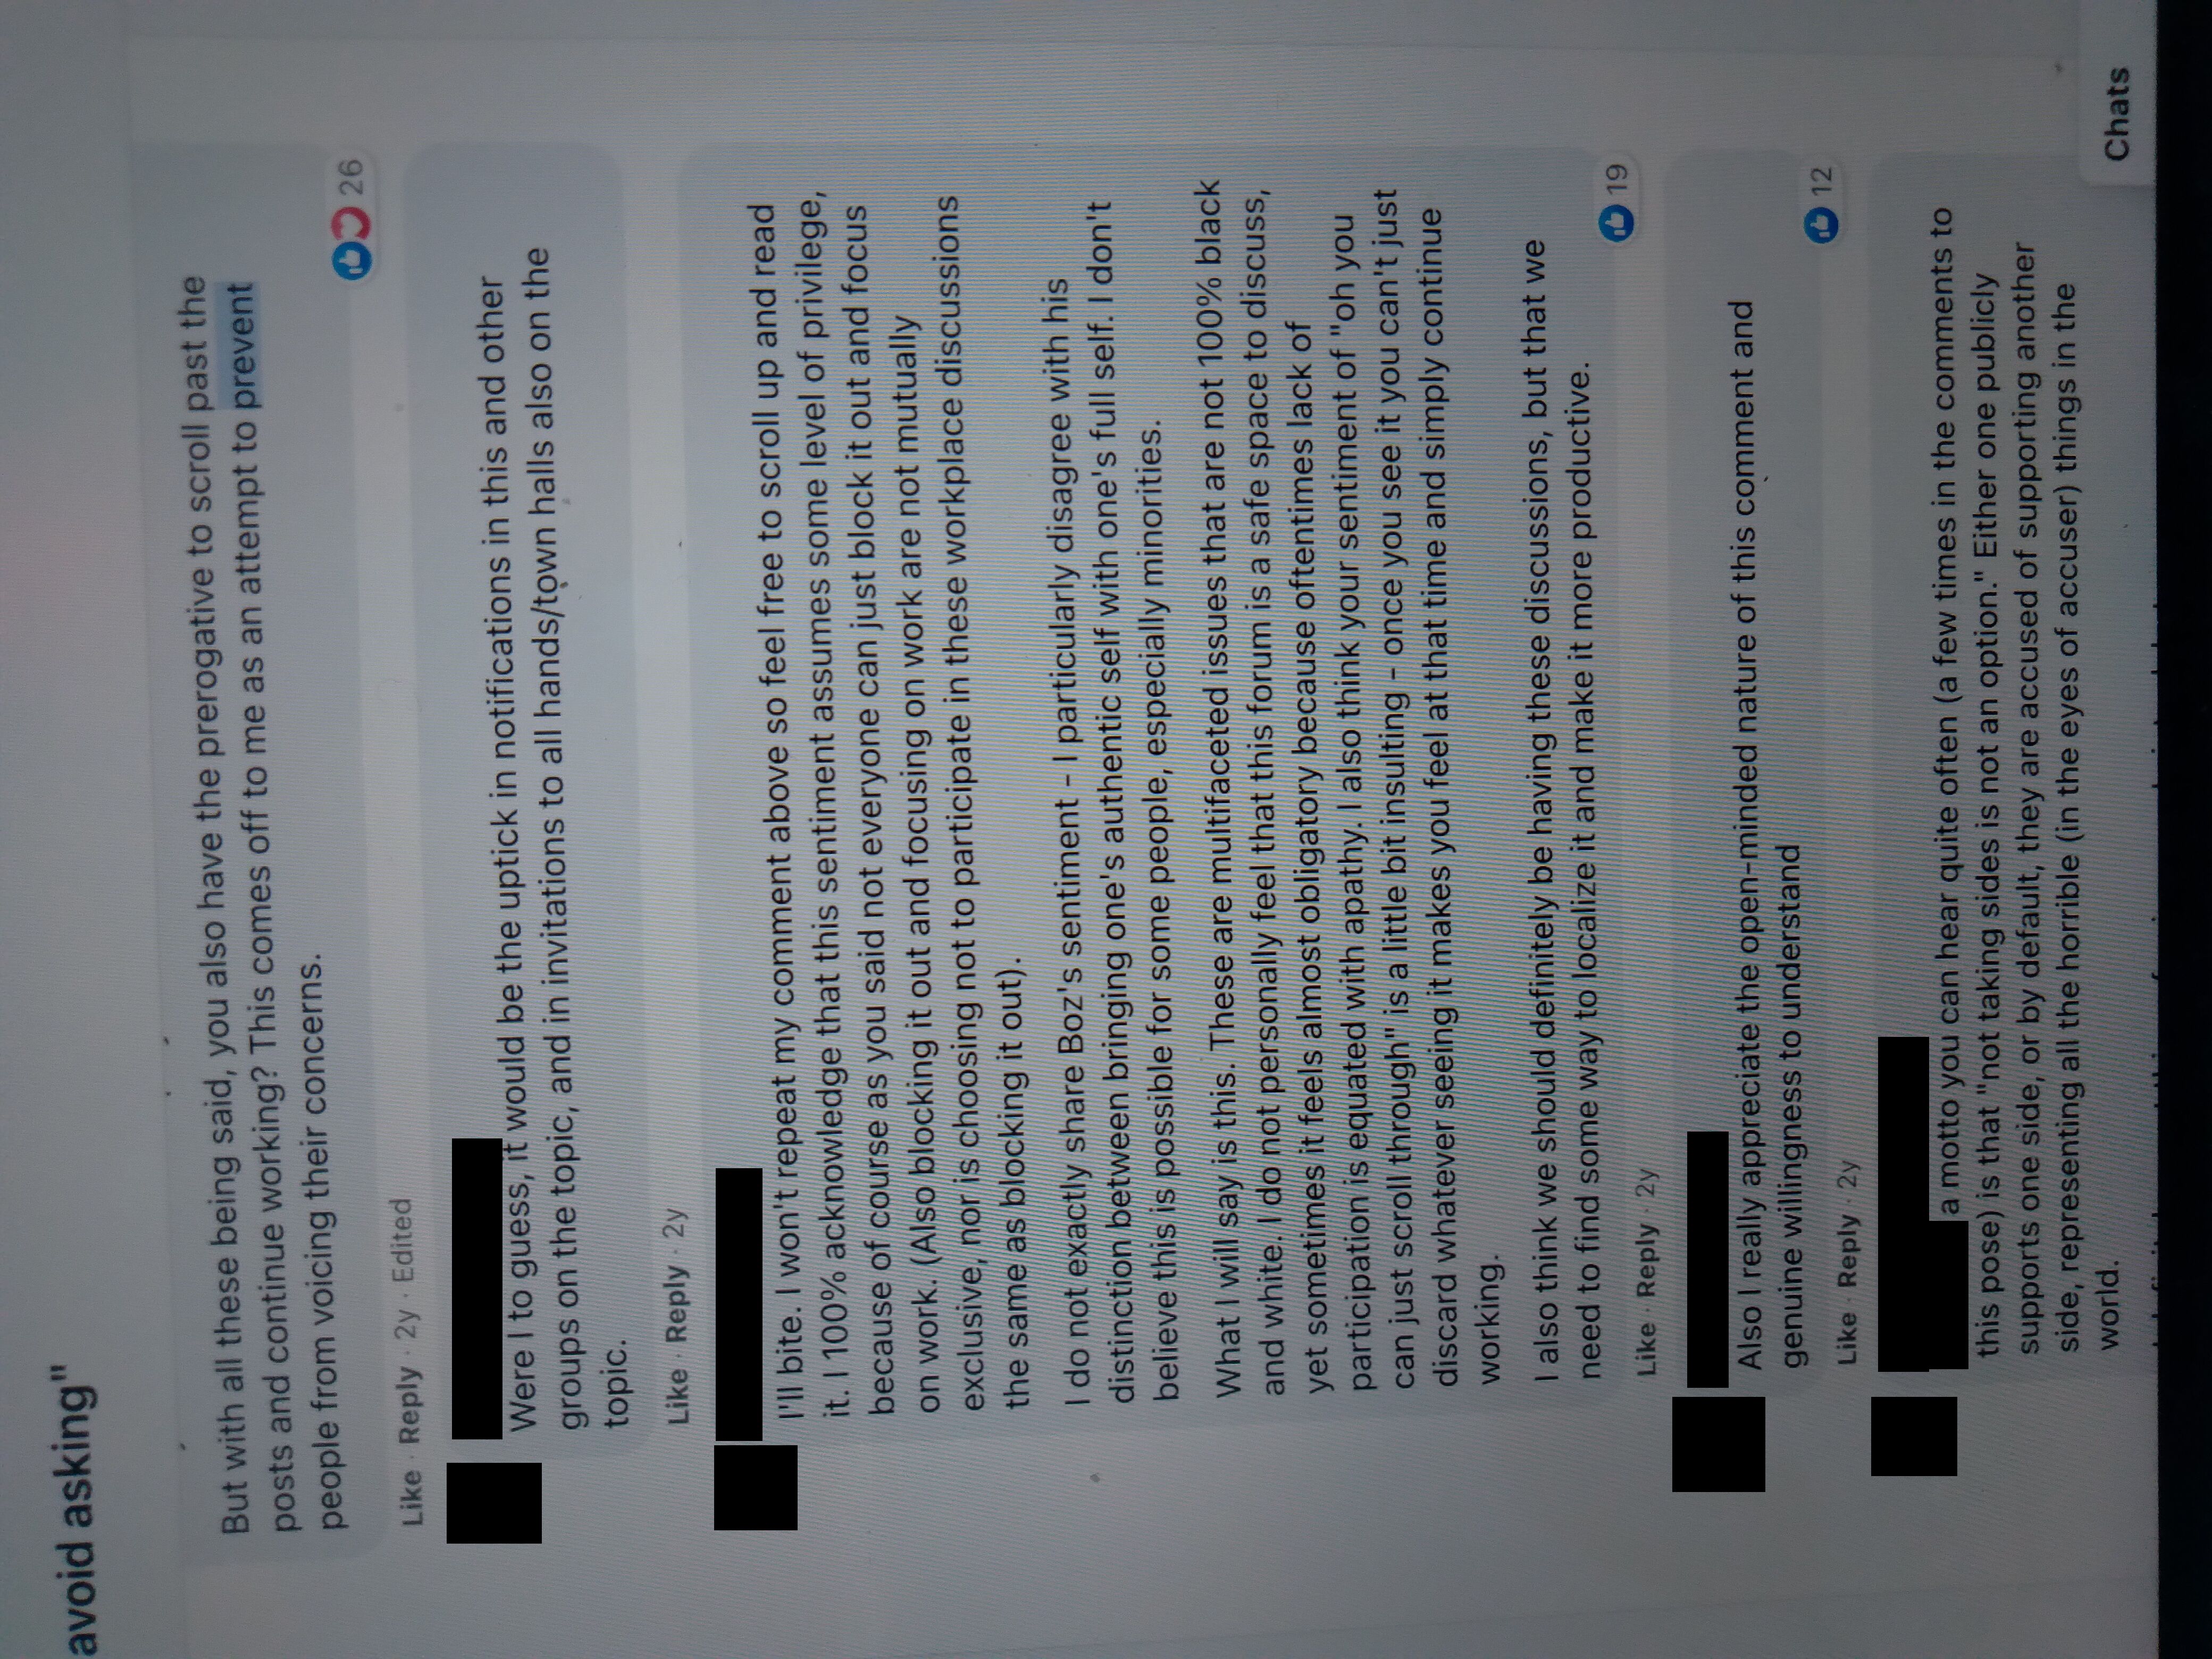 avoid asking"
But with all these being said, you also have the prerogative to scroll past the
posts and continue working? This comes off to me as an attempt to prevent
people from voicing their concerns.
26
Like · Reply · 2y · Edited
Were I to guess, it would be the uptick in notifications in this and other
groups on the topic, and in invitations to all hands/town halls also on the
topic.
Like · Reply · 2y
I'll bite. I won't repeat my comment above so feel free to scroll up and read
it. I 100% acknowledge that this sentiment assumes some level of privilege,
because of course as you said not everyone can just block it out and focus
on work. (Also blocking it out and focusing on work are not mutually
exclusive, nor is choosing not to participate in these workplace discussions
the same as blocking it out).
I do not exactly share Boz's sentiment - I particularly disagree with his
distinction between bringing one's authentic self with one's full self. I don't
believe this is possible for some people, especially minorities.
What I will say is this. These are multifaceted issues that are not 100% black
and white. I do not personally feel that this forum is a safe space to discuss,
yet sometimes it feels almost obligatory because oftentimes lack of
participation is equated with apathy. I also think your sentiment of "oh you
can just scroll through" is a little bit insulting - once you see it you can't just
discard whatever seeing it makes you feel at that time and simply continue
working.
I also think we should definitely be having these discussions, but that we
need to find some way to localize it and make it more productive.
19
Like · Reply · 2y
Also I really appreciate the open-minded nature of this comment and
genuine willingness to understand
12
Like · Reply · 2y
a motto you can hear quite often (a few times in the comments to
this pose) is that "not taking sides is not an option." Either one publicly
supports one side, or by default, they are accused of supporting another
side, representing all the horrible (in the eyes of accuser) things in the
world.
Chats